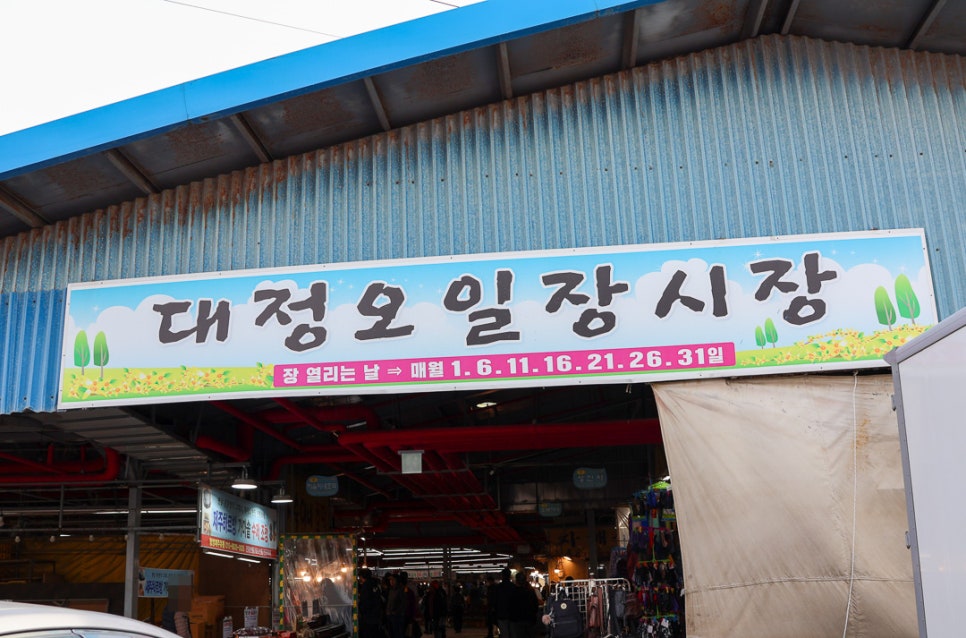 대정오일장시장
장 열리는 날 ⇒ 매월 1. 6. 11. 16. 21. 26. 31일